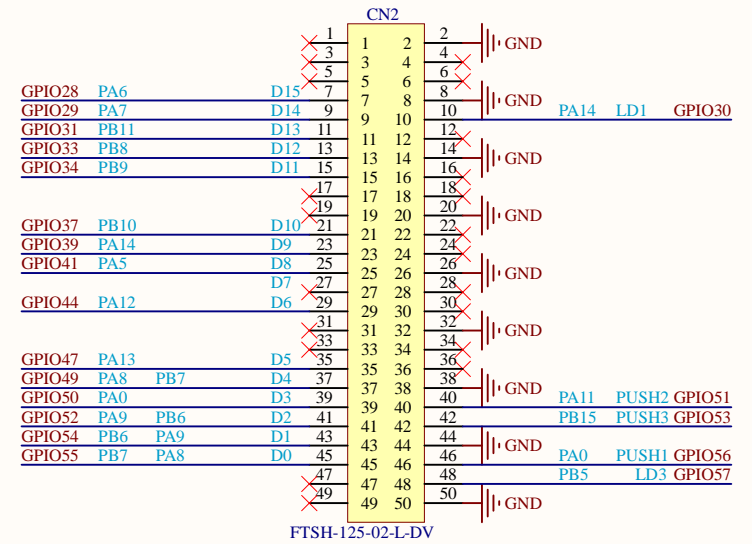 CN2
1 1 2 2 GND
3 3 4 4
5 5 6 6
GPIO28 PA6 D15 7 7 8 8 GND
GPIO29 PA7 D14 9 9 10 10 PA14 LD1 GPIO30
GPIO31 PB11 D13 11 11 12 12
GPIO33 PB8 D12 13 13 14 14 GND
GPIO34 PB9 D11 15 15 16 16
17 17 18 18
19 19 20 20 GND
GPIO37 PB10 D10 21 21 22 22
GPIO39 PA14 D9 23 23 24 24
GPIO41 PA5 D8 25 25 26 26 GND
D7 27 27 28 28
GPIO44 PA12 D6 29 29 30 30
31 31 32 32 GND
33 33 34 34
GPIO47 PA13 D5 35 35 36 36
GPIO49 PA8 PB7 D4 37 37 38 38 GND
GPIO50 PA0 D3 39 39 40 40 PA11 PUSH2 GPIO51
GPIO52 PA9 PB6 D2 41 41 42 42 PB15 PUSH3 GPIO53
GPIO54 PB6 PA9 D1 43 43 44 44 GND
GPIO55 PB7 PA8 D0 45 45 46 46 PA0 PUSH1 GPIO56
47 47 48 48 PB5 LD3 GPIO57
49 49 50 50 GND
FTSH-125-02-L-DV